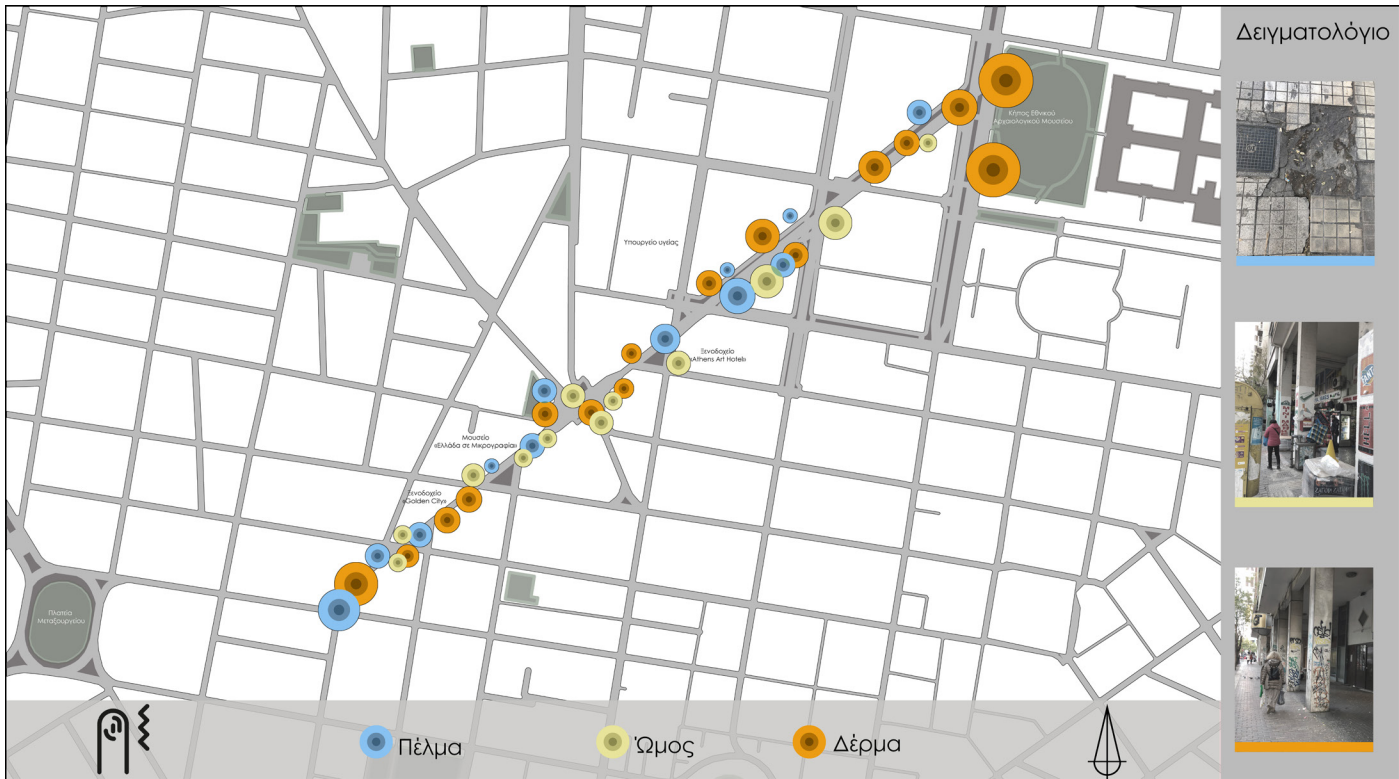 Δειγματολόγιο
Κήπος Εθνικού
Αρχαιολογικού Μουσείου
Υπουργείο υγείας
Ξενοδοχείο
«Athens Art Hotel»
Μουσείο
«Ελλάδα σε Μικρογραφία»
Ξενοδοχείο
«Golden City»
Πλατεία
Μεταξουργείου
Πέλμα
Ώμος
Δέρμα